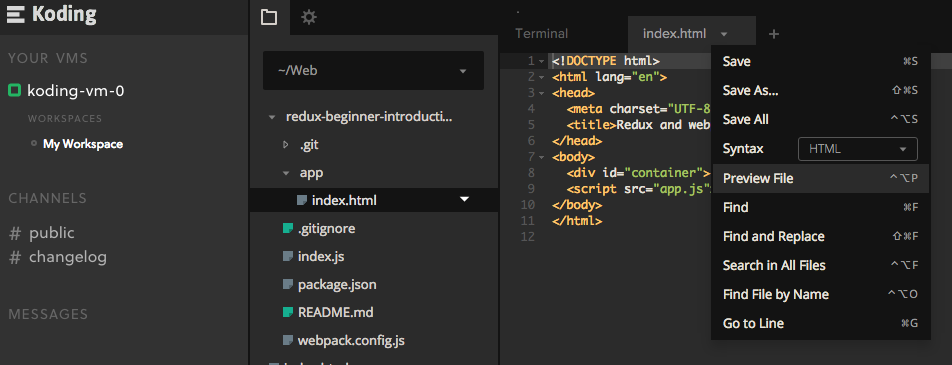 Koding
YOUR VMS
koding-vm-0
WORKSPACES
My Workspace
CHANNELS
# public
# changelog
MESSAGES
~/Web
redux-beginner-introducti...
.git
app
index.html
.gitignore
index.js
package.json
README.md
webpack.config.js
Terminal
index.html
+
1 <!DOCTYPE html>
2 <html lang="en">
3 <head>
4 <meta charset="UTF-8
5 <title>Redux and web
6 </head>
7 <body>
8 <div id="container">
9 <script src="app.js"
10 </body>
11 </html>
12
Save ⌘S
Save As... ⇧⌘S
Save All ⌃⌥S
Syntax HTML
Preview File ⌃⌥P
Find ⌘F
Find and Replace ⇧⌘F
Search in All Files ⌃⌥F
Find File by Name ⌃⌥O
Go to Line ⌘G